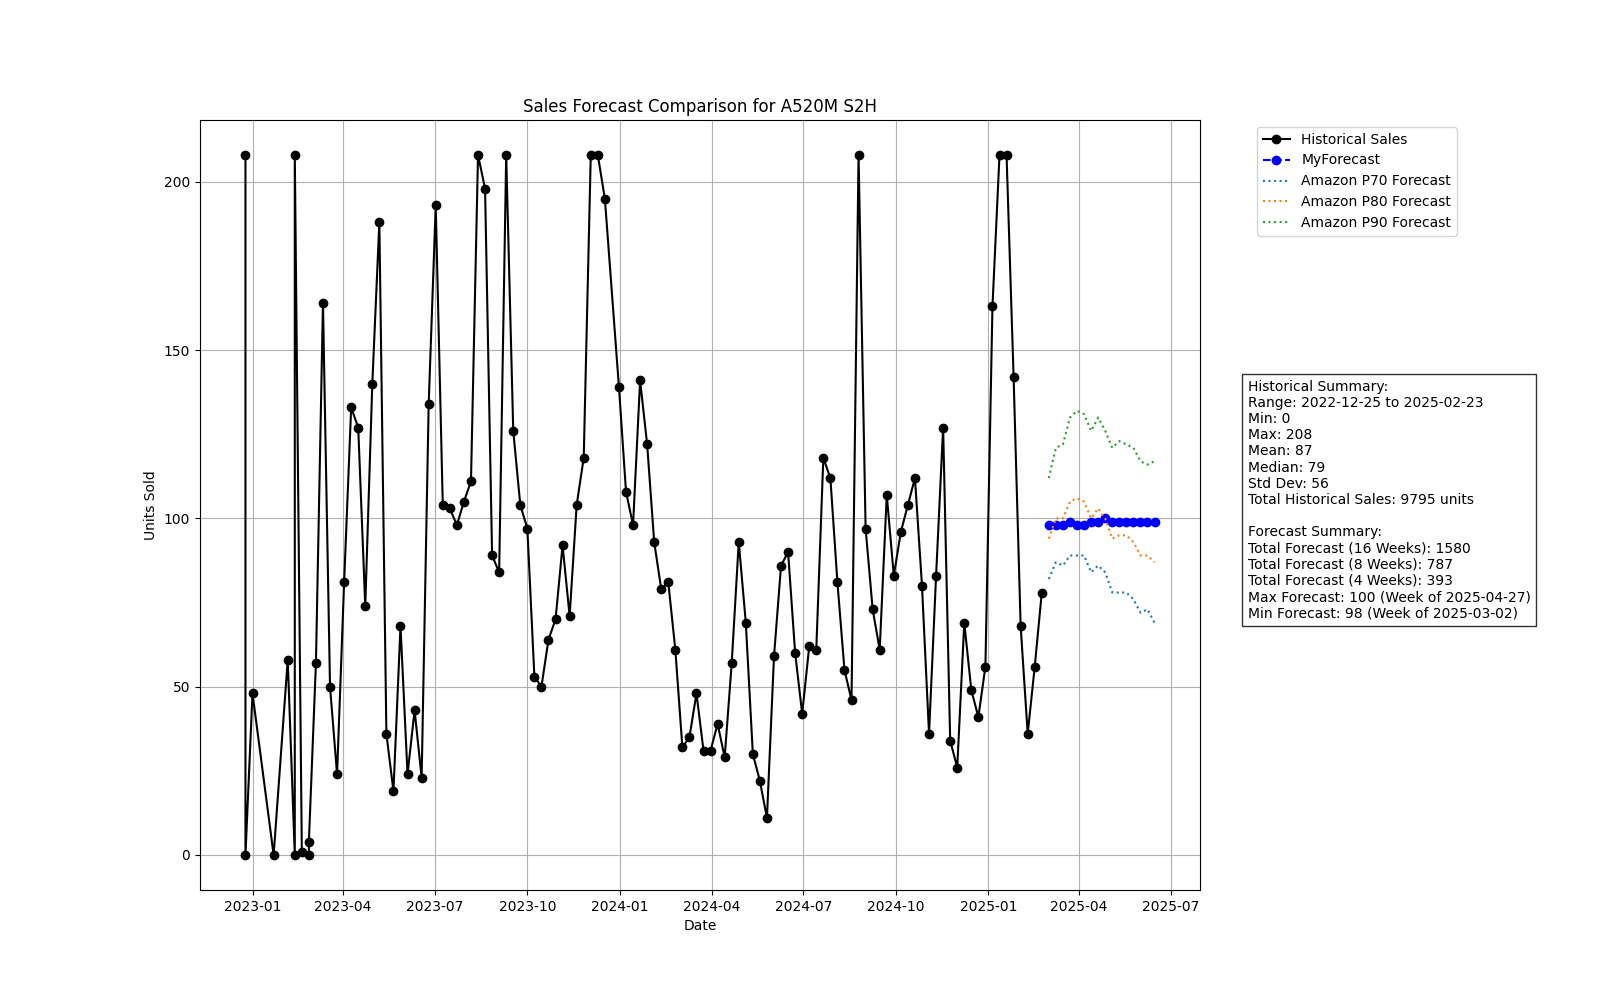 Sales Forecast Comparison for A520M S2H
Units Sold
200
150
100
50
0
2023-01
2023-04
2023-07
2023-10
2024-01
2024-04
2024-07
2024-10
2025-01
2025-04
2025-07
Date
Historical Sales
MyForecast
Amazon P70 Forecast
Amazon P80 Forecast
Amazon P90 Forecast
Historical Summary:
Range: 2022-12-25 to 2025-02-23
Min: 0
Max: 208
Mean: 87
Median: 79
Std Dev: 56
Total Historical Sales: 9795 units
Forecast Summary:
Total Forecast (16 Weeks): 1580
Total Forecast (8 Weeks): 787
Total Forecast (4 Weeks): 393
Max Forecast: 100 (Week of 2025-04-27)
Min Forecast: 98 (Week of 2025-03-02)